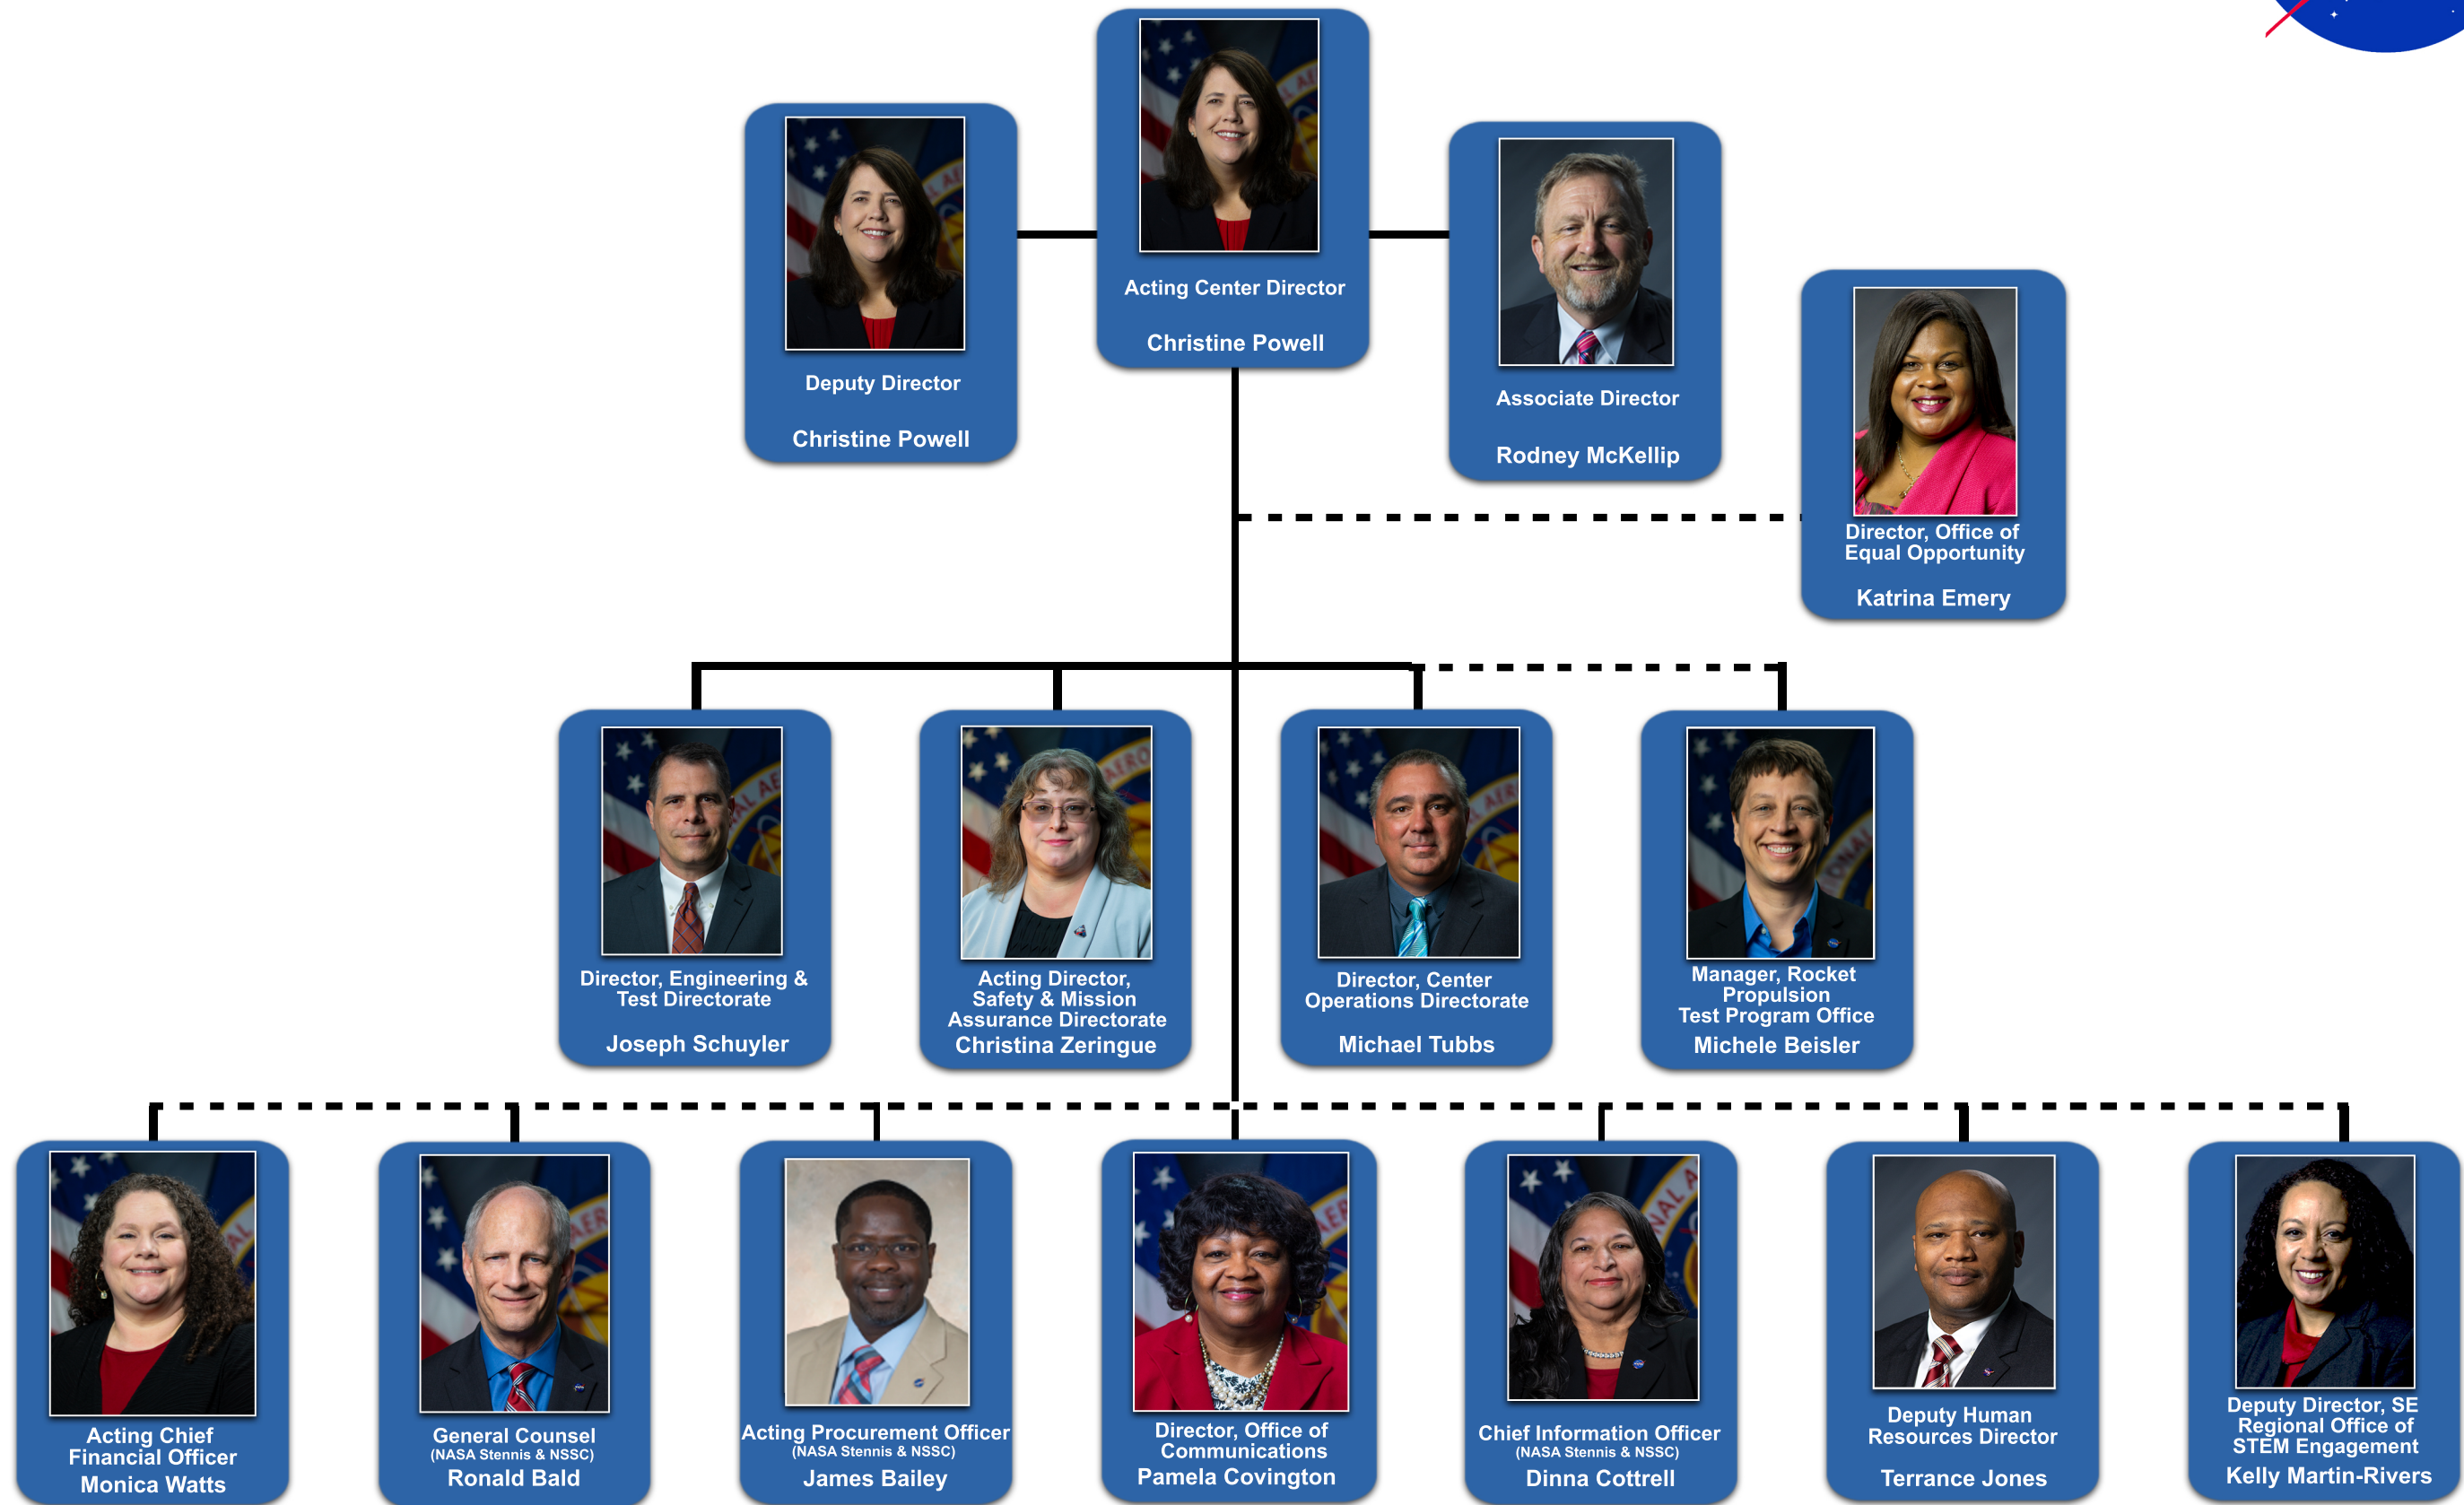 Acting Center Director
Christine Powell
Deputy Director
Christine Powell
Associate Director
Rodney McKellip
Director, Office of
Equal Opportunity
Katrina Emery
Director, Engineering &
Test Directorate
Joseph Schuyler
Acting Director,
Safety & Mission
Assurance Directorate
Christina Zeringue
Director, Center
Operations Directorate
Michael Tubbs
Manager, Rocket
Propulsion
Test Program Office
Michele Beisler
Acting Chief
Financial Officer
Monica Watts
General Counsel
(NASA Stennis & NSSC)
Ronald Bald
Acting Procurement Officer
(NASA Stennis & NSSC)
James Bailey
Director, Office of
Communications
Pamela Covington
Chief Information Officer
(NASA Stennis & NSSC)
Dinna Cottrell
Deputy Human
Resources Director
Terrance Jones
Deputy Director, SE
Regional Office of
STEM Engagement
Kelly Martin-Rivers